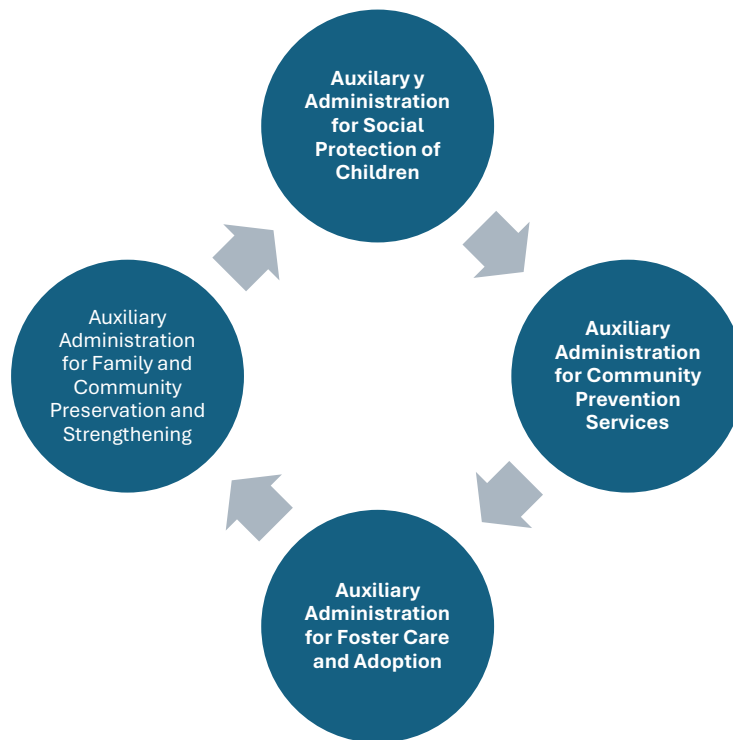 Auxilary y
Administration
for Social
Protection of
Children
Auxiliary
Administration
for Community
Prevention
Services
Auxiliary
Administration
for Foster Care
and Adoption
Auxiliary
Administration
for Family and
Community
Preservation and
Strengthening